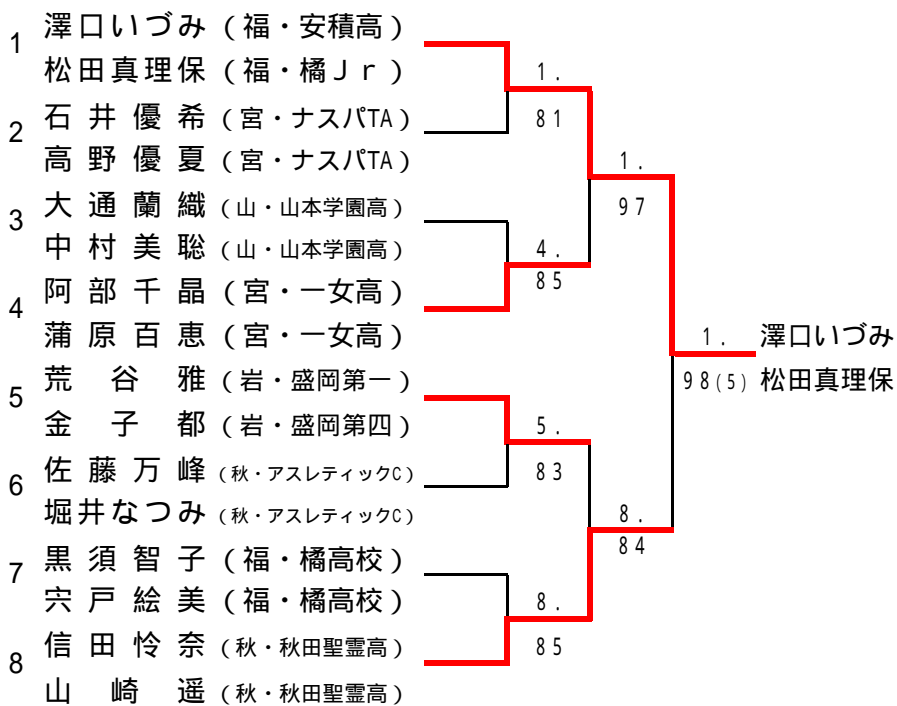 1 澤口いづみ (福・安積高)
松田真理保 (福・橘Ｊｒ)
2 石井優希 (宮・ナスパTA)
高野優夏 (宮・ナスパTA)
3 大通蘭織 (山・山本学園高)
中村美聡 (山・山本学園高)
4 阿部千晶 (宮・一女高)
蒲原百恵 (宮・一女高)
5 荒谷雅 (岩・盛岡第一)
金子都 (岩・盛岡第四)
6 佐藤万峰 (秋・アスレティックC)
堀井なつみ (秋・アスレティックC)
7 黒須智子 (福・橘高校)
宍戸絵美 (福・橘高校)
8 信田怜奈 (秋・秋田聖霊高)
山崎遥 (秋・秋田聖霊高)
1.
81
4.
85
5.
83
8.
85
1.
97
8.
84
1. 澤口いづみ
98(5) 松田真理保